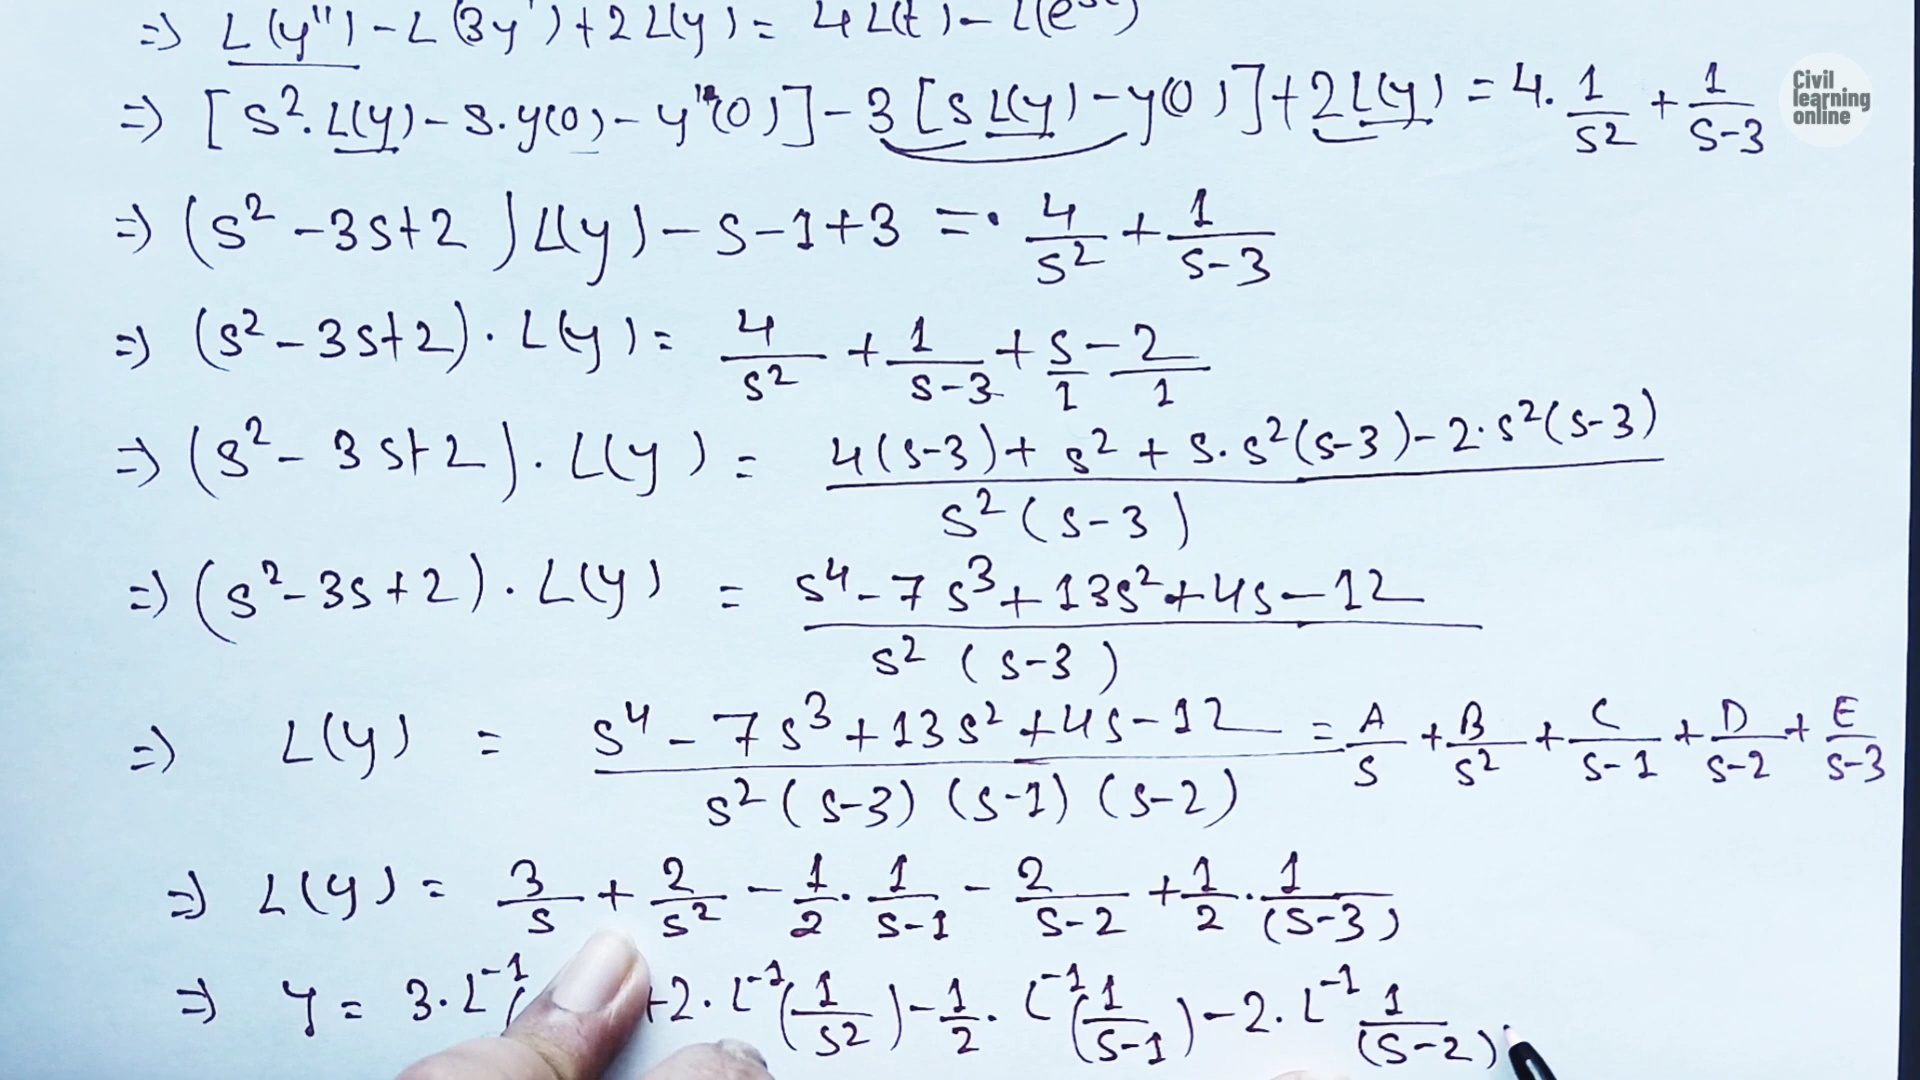 ⇒ L(y'') - L(3y') + 2L(y) = 4L(t) - L(e
⇒ [s². L(y) - s.y(0) - y'(0)] - 3[sL(y) - y(0)] + 2L(y) = 4. 1/s² + 1/s-3
Civil learning online
⇒ (s² - 3s+2) L(y) - s - 1 + 3 = 4/s² + 1/s-3
⇒ (s² - 3s+2) . L(y) = 4/s² + 1/s-3 + s/1 - 2/1
⇒ (s² - 3s+2) . L(y) = 4(s-3) + s² + s.s²(s-3) - 2.s²(s-3) / s²(s-3)
⇒ (s² - 3s+2) . L(y) = s⁴ - 7s³ + 13s² + 4s - 12 / s²(s-3)
⇒ L(y) = s⁴ - 7s³ + 13s² + 4s - 12 / s²(s-3)(s-1)(s-2) = A/s + B/s² + C/s-1 + D/s-2 + E/s-3
⇒ L(y) = 3/s + 2/s² - 1/2 . 1/s-1 - 2/s-2 + 1/2 . 1/(s-3)
⇒ y = 3.L⁻¹( +2. L⁻¹(1/s²) - 1/2 . L⁻¹(1/s-1) - 2. L⁻¹ 1/(s-2)